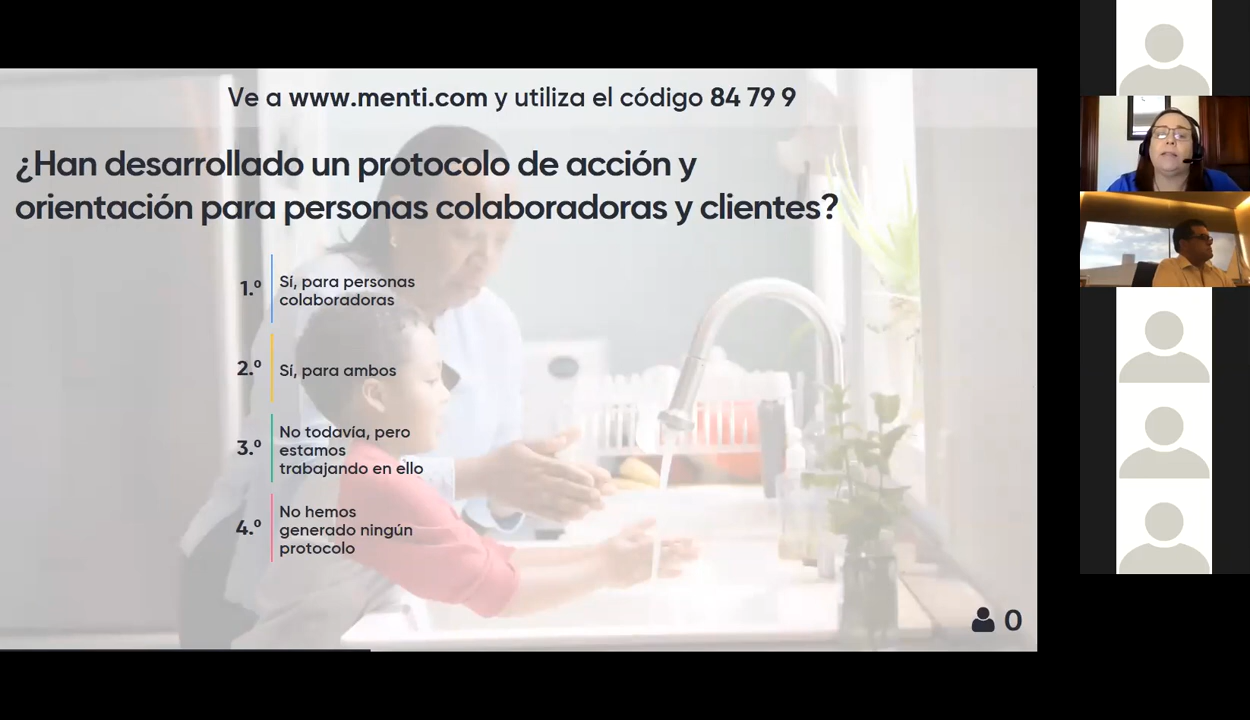 Ve a www.menti.com y utiliza el código 84 79 9
¿Han desarrollado un protocolo de acción y
orientación para personas colaboradoras y clientes?
1.º Sí, para personas
colaboradoras
2.º Sí, para ambos
3.º No todavía, pero
estamos
trabajando en ello
4.º No hemos
generado ningún
protocolo
0